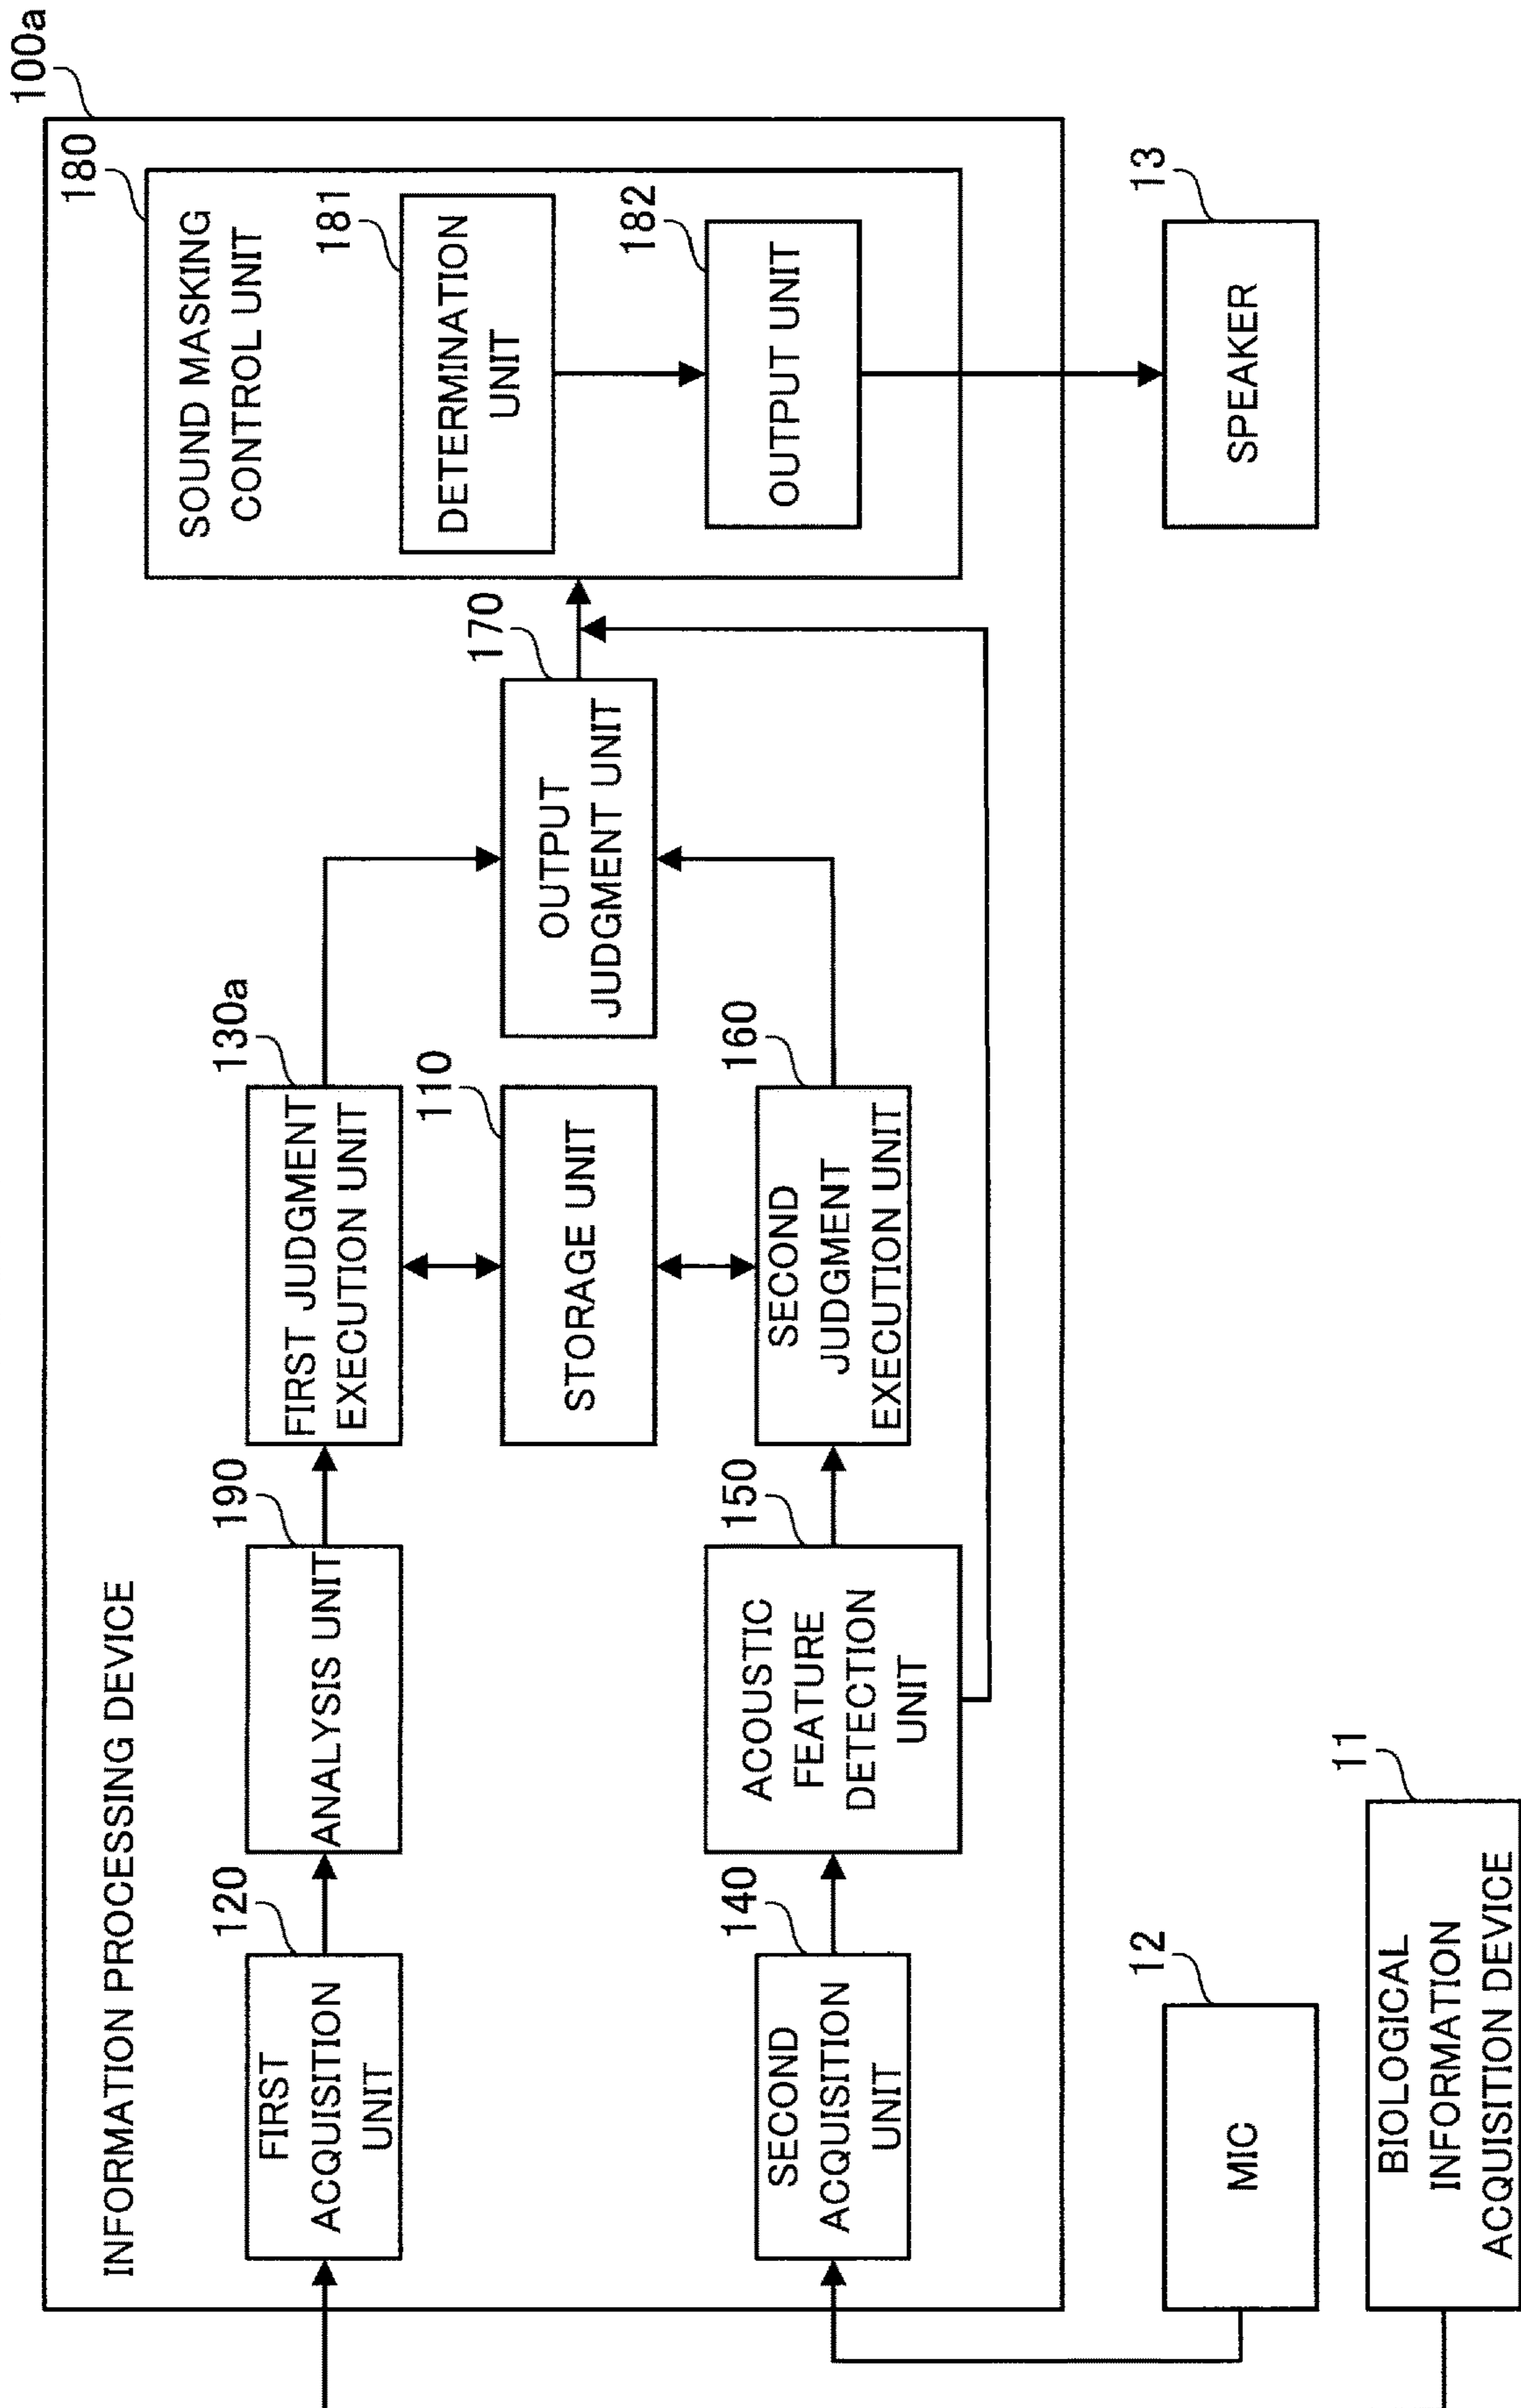 100a
INFORMATION PROCESSING DEVICE
120
FIRST
ACQUISITION
UNIT
190
ANALYSIS UNIT
130a
FIRST JUDGMENT
EXECUTION UNIT
110
STORAGE UNIT
140
SECOND
ACQUISITION
UNIT
150
ACOUSTIC
FEATURE
DETECTION
UNIT
160
SECOND
JUDGMENT
EXECUTION UNIT
170
OUTPUT
JUDGMENT UNIT
180
SOUND MASKING
CONTROL UNIT
181
DETERMINATION
UNIT
182
OUTPUT UNIT
12
MIC
13
SPEAKER
11
BIOLOGICAL
INFORMATION
ACQUISITION DEVICE